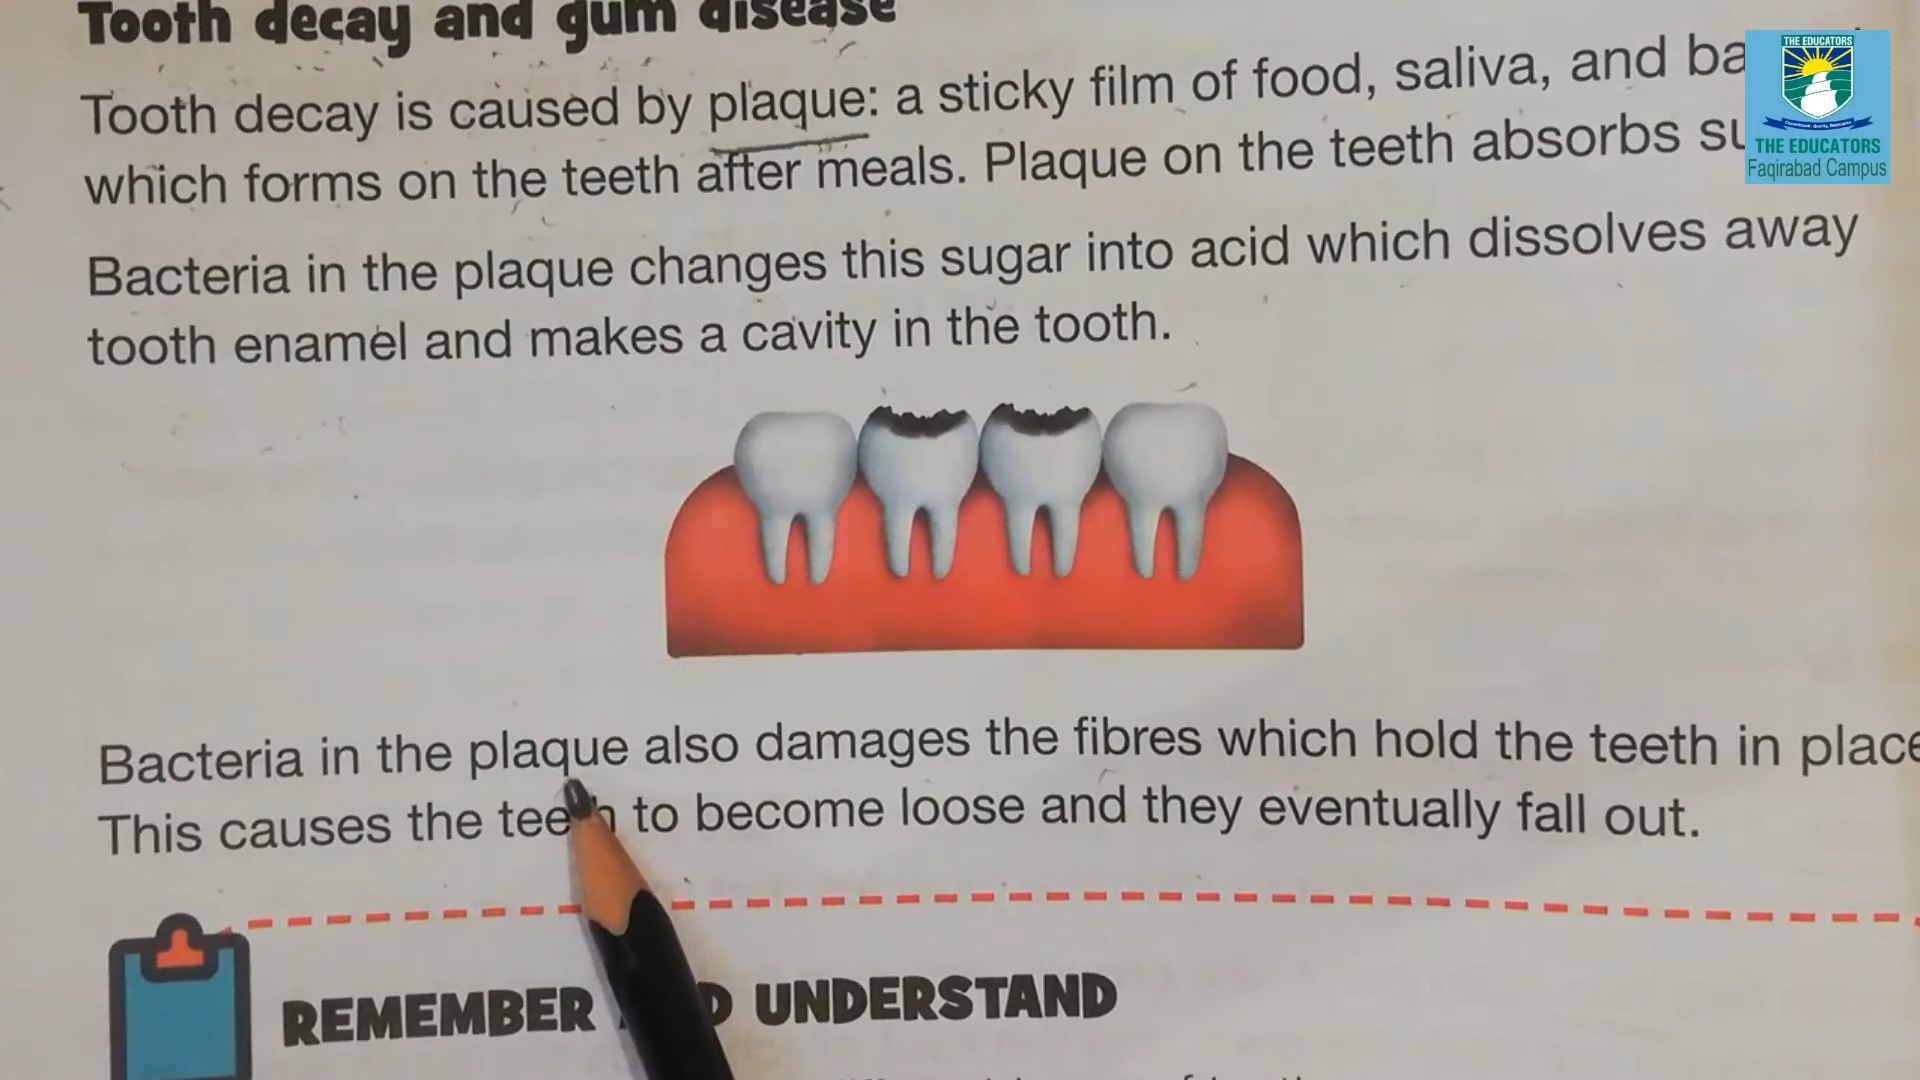 Tooth decay and gum disease
Tooth decay is caused by plaque: a sticky film of food, saliva, and
which forms on the teeth after meals. Plaque on the teeth absorbs
Bacteria in the plaque changes this sugar into acid which dissolves away
tooth enamel and makes a cavity in the tooth.
Bacteria in the plaque also damages the fibres which hold the teeth in place
This causes the teeth to become loose and they eventually fall out.
REMEMBER AND UNDERSTAND
THE EDUCATORS
THE EDUCATORS
Faqirabad Campus